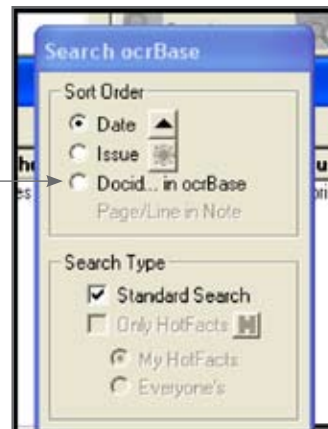 Search ocrBase
Sort Order
Date
Issue
Docid... in ocrBase
Page/Line in Note
Search Type
Standard Search
Only HotFacts
My HotFacts
Everyone's